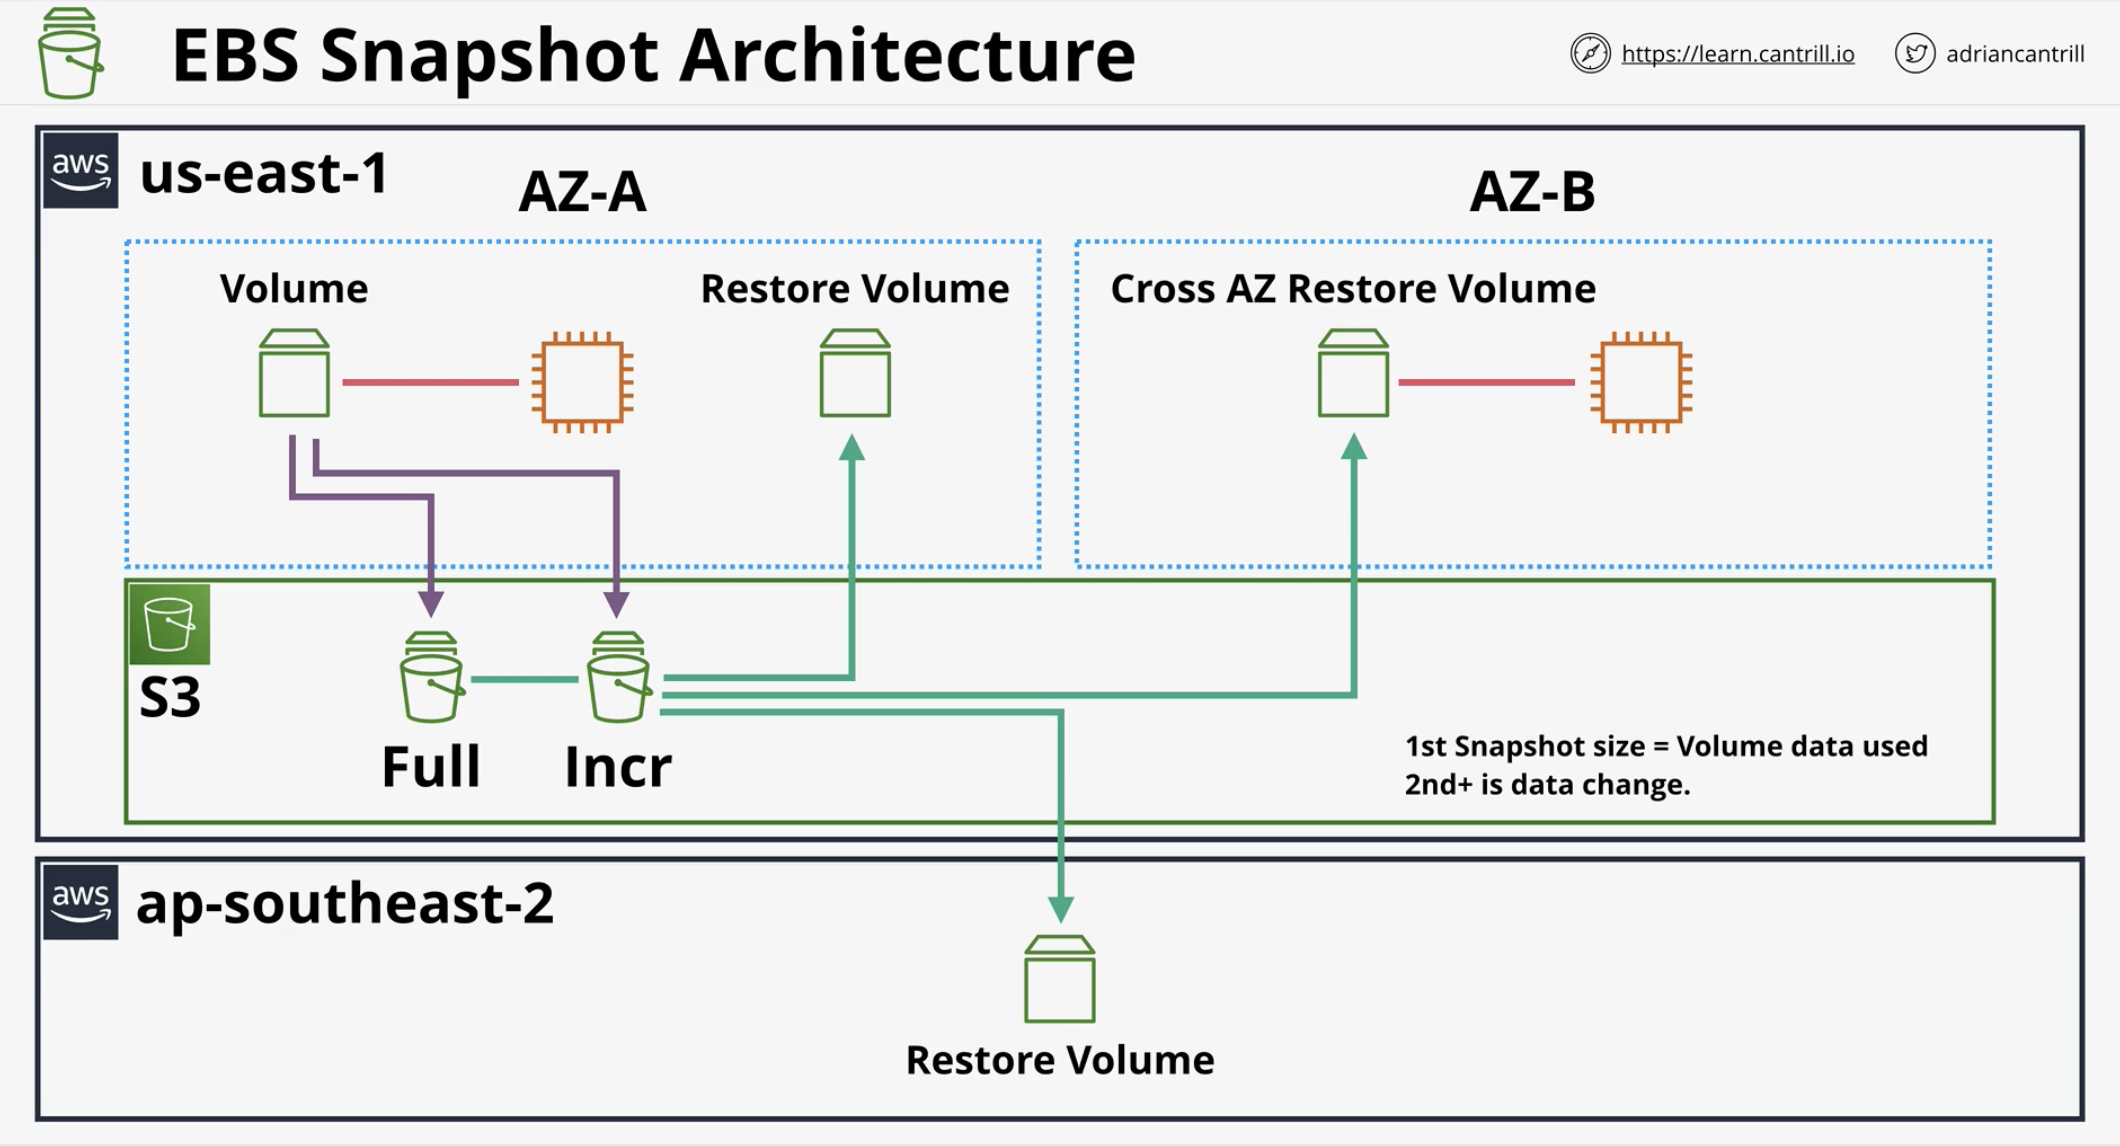 EBS Snapshot Architecture
https://learn.cantrill.io
adriancantrill
aws
us-east-1
AZ-A
AZ-B
Volume
Restore Volume
Cross AZ Restore Volume
S3
Full
Incr
1st Snapshot size = Volume data used
2nd+ is data change.
aws
ap-southeast-2
Restore Volume